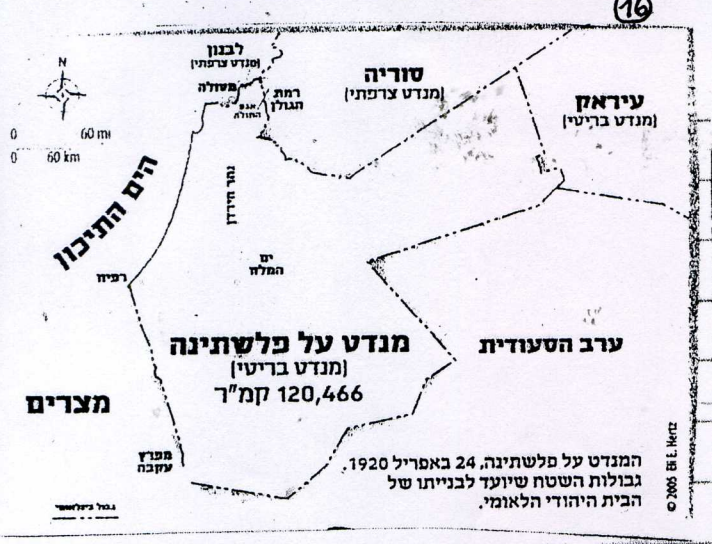 16
לבנון
(מנדט צרפתי)
סוריה
(מנדט צרפתי)
עיראק
(מנדט בריטי)
מטולה
רמת
הגולן
אגם
החולה
N
0 60 mi
0 60 km
הים התיכון
נהר הירדן
ים
המלח
רפיח
מנדט על פלשתינה
(מנדט בריטי)
120,466 קמ"ר
ערב הסעודית
מצרים
מפרץ
עקבה
המנדט על פלשתינה, 24 באפריל 1920.
גבולות השטח שיועד לבנייתו של
הבית היהודי הלאומי.
גבול בינלאומי
© 2005 Eli E. Hertz